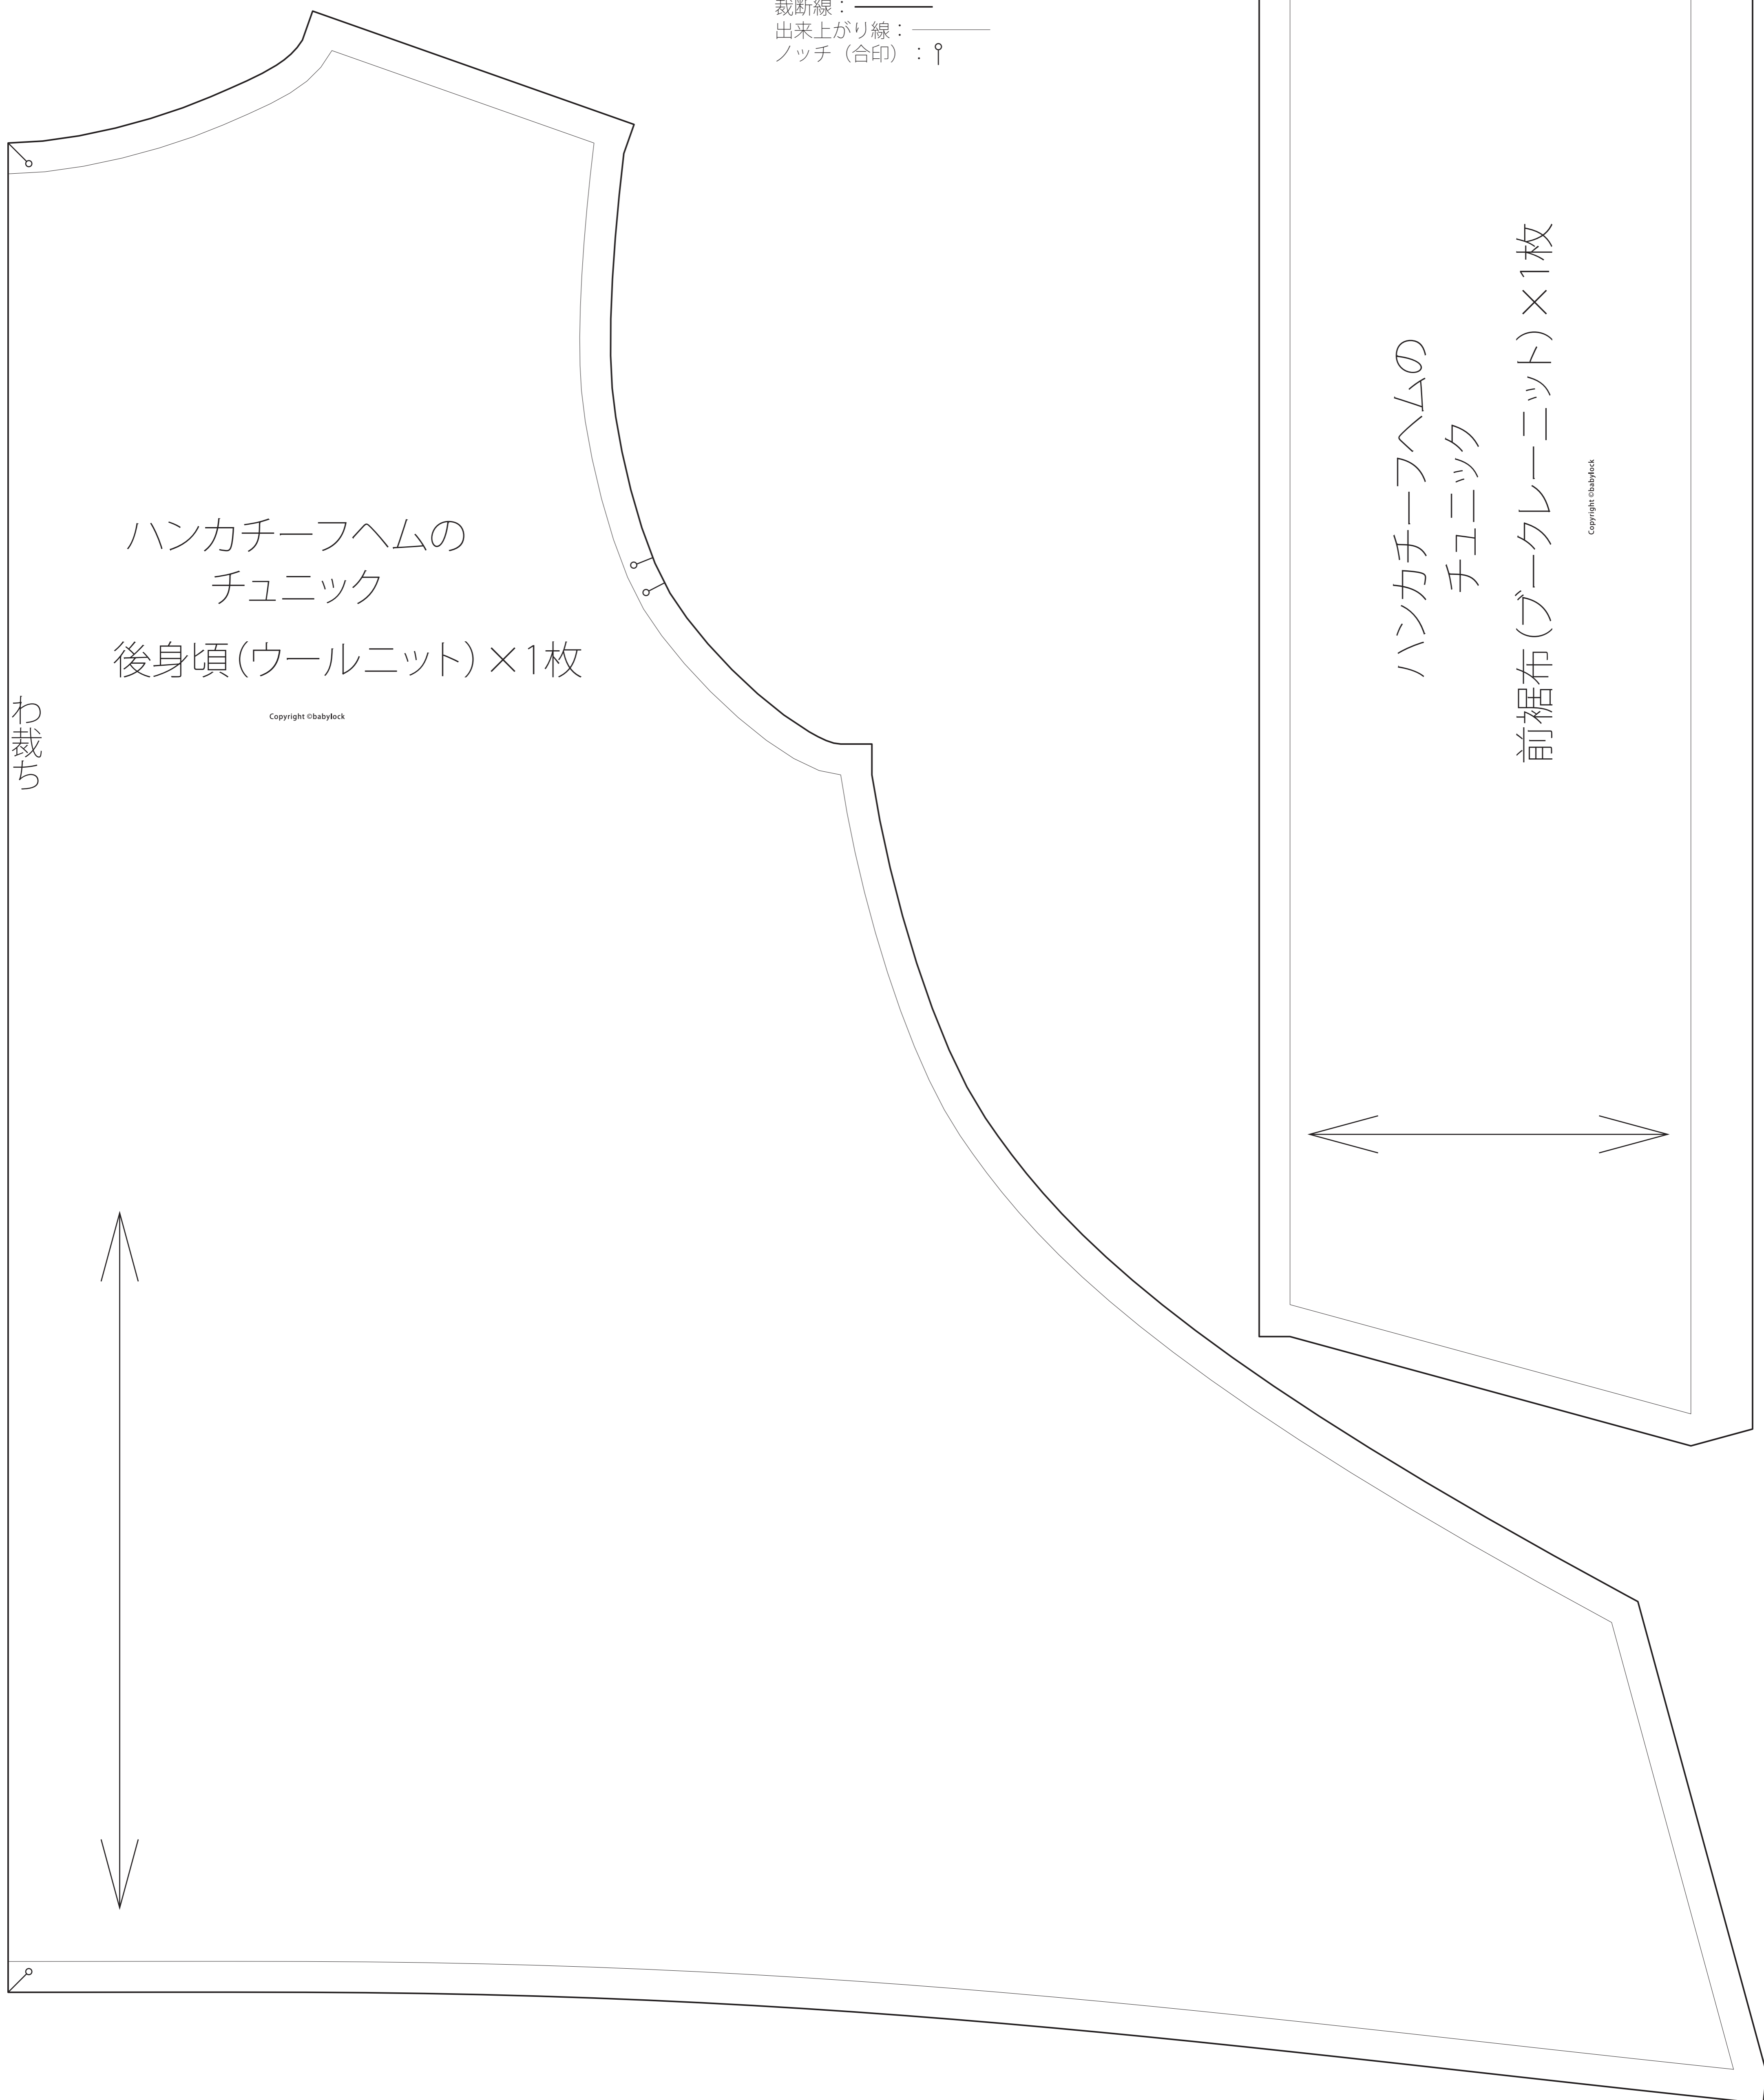 裁断線：
出来上がり線：
ノッチ（合印）：
ハンカチーフヘムの
チュニック
後身頃（ウールニット）×1枚
Copyright ©babylock
わ裁ち
ハンカチーフヘムの
チュニック
前裾布（ブークレーニット）×1枚
Copyright ©babylock